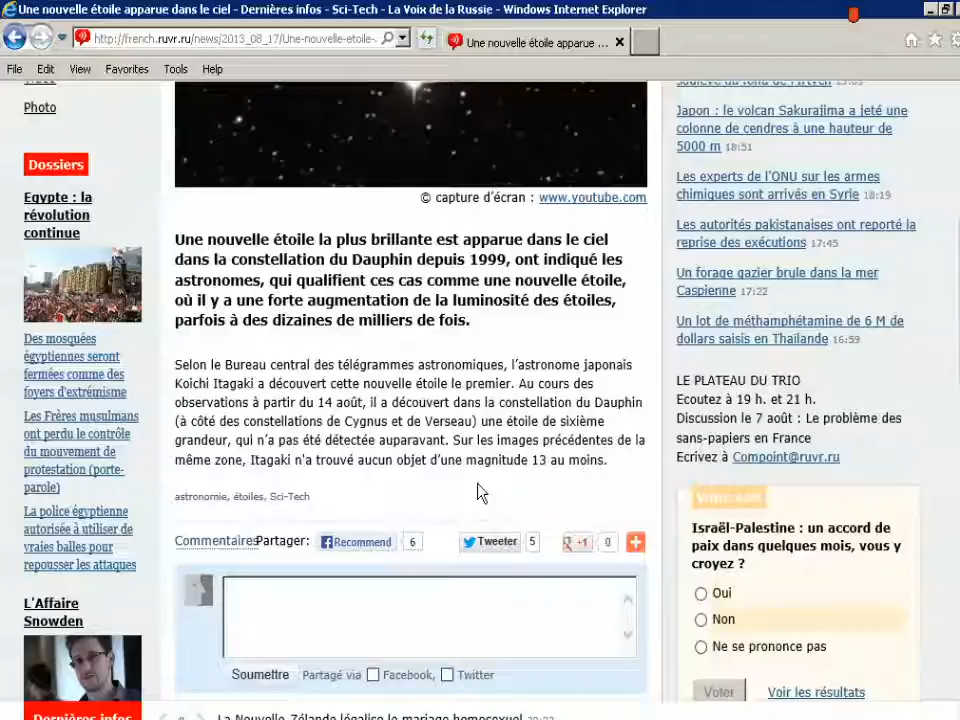 Une nouvelle étoile apparue dans le ciel - Dernières infos - Sci-Tech - La Voix de la Russie - Windows Internet Explorer
http://french.ruvr.ru/news/2013_08_17/Une-nouvelle-etoile-
Une nouvelle étoile apparue ...
File Edit View Favorites Tools Help
Photo
Dossiers
Egypte : la
révolution
continue
Des mosquées
égyptiennes seront
fermées comme des
foyers d'extrémisme
Les Frères musulmans
ont perdu le contrôle
du mouvement de
protestation (porte-
parole)
La police égyptienne
autorisée à utiliser de
vraies balles pour
repousser les attaques
L'Affaire
Snowden
Dernières infos
© capture d'écran : www.youtube.com
Une nouvelle étoile la plus brillante est apparue dans le ciel
dans la constellation du Dauphin depuis 1999, ont indiqué les
astronomes, qui qualifient ces cas comme une nouvelle étoile,
où il y a une forte augmentation de la luminosité des étoiles,
parfois à des dizaines de milliers de fois.
Selon le Bureau central des télégrammes astronomiques, l'astronome japonais
Koichi Itagaki a découvert cette nouvelle étoile le premier. Au cours des
observations à partir du 14 août, il a découvert dans la constellation du Dauphin
(à côté des constellations de Cygnus et de Verseau) une étoile de sixième
grandeur, qui n'a pas été détectée auparavant. Sur les images précédentes de la
même zone, Itagaki n'a trouvé aucun objet d'une magnitude 13 au moins.
astronomie, étoiles, Sci-Tech
Commentaires Partager: Recommend 6 Tweeter 5 +1 0
Soumettre Partagé via Facebook, Twitter
La Nouvelle-Zélande légalise le mariage homosexuel
Japon : le volcan Sakurajima a jeté une
colonne de cendres à une hauteur de
5000 m 18:51
Les experts de l'ONU sur les armes
chimiques sont arrivés en Syrie 18:19
Les autorités pakistanaises ont reporté la
reprise des exécutions 17:45
Un forage gazier brule dans la mer
Caspienne 17:22
Un lot de méthamphétamine de 6 M de
dollars saisis en Thaïlande 16:59
LE PLATEAU DU TRIO
Ecoutez à 19 h. et 21 h.
Discussion le 7 août : Le problème des
sans-papiers en France
Ecrivez à Compoint@ruvr.ru
Israël-Palestine : un accord de
paix dans quelques mois, vous y
croyez ?
Oui
Non
Ne se prononce pas
Voter Voir les résultats